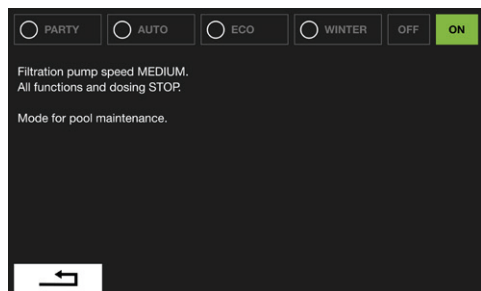 PARTY AUTO ECO WINTER OFF ON
Filtration pump speed MEDIUM.
All functions and dosing STOP.
Mode for pool maintenance.